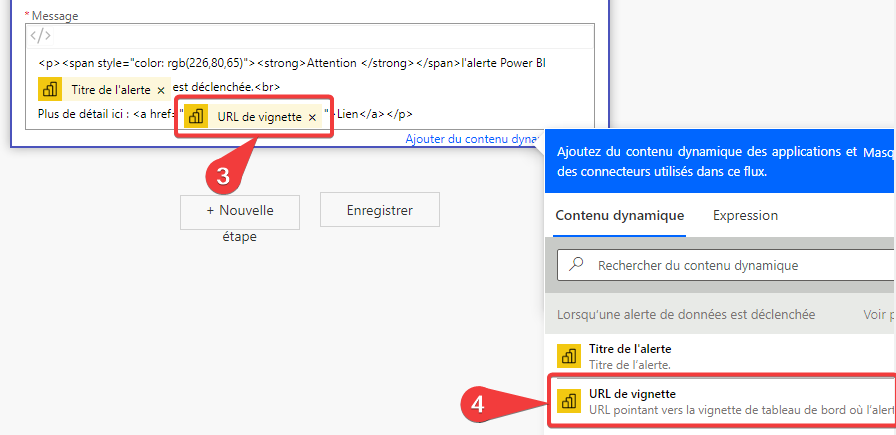 * Message
</>
<p><span style="color: rgb(226,80,65)"><strong>Attention </strong></span>l'alerte Power BI
Titre de l'alerte × est déclenchée.<br>
Plus de détail ici : <a href="URL de vignette ×">Lien</a></p>
Ajouter du contenu dyna
3
+ Nouvelle
étape
Enregistrer
Ajoutez du contenu dynamique des applications et Masq
des connecteurs utilisés dans ce flux.
Contenu dynamique Expression
Rechercher du contenu dynamique
Lorsqu'une alerte de données est déclenchée Voir p
Titre de l'alerte
Titre de l'alerte.
4
URL de vignette
URL pointant vers la vignette de tableau de bord où l'alert